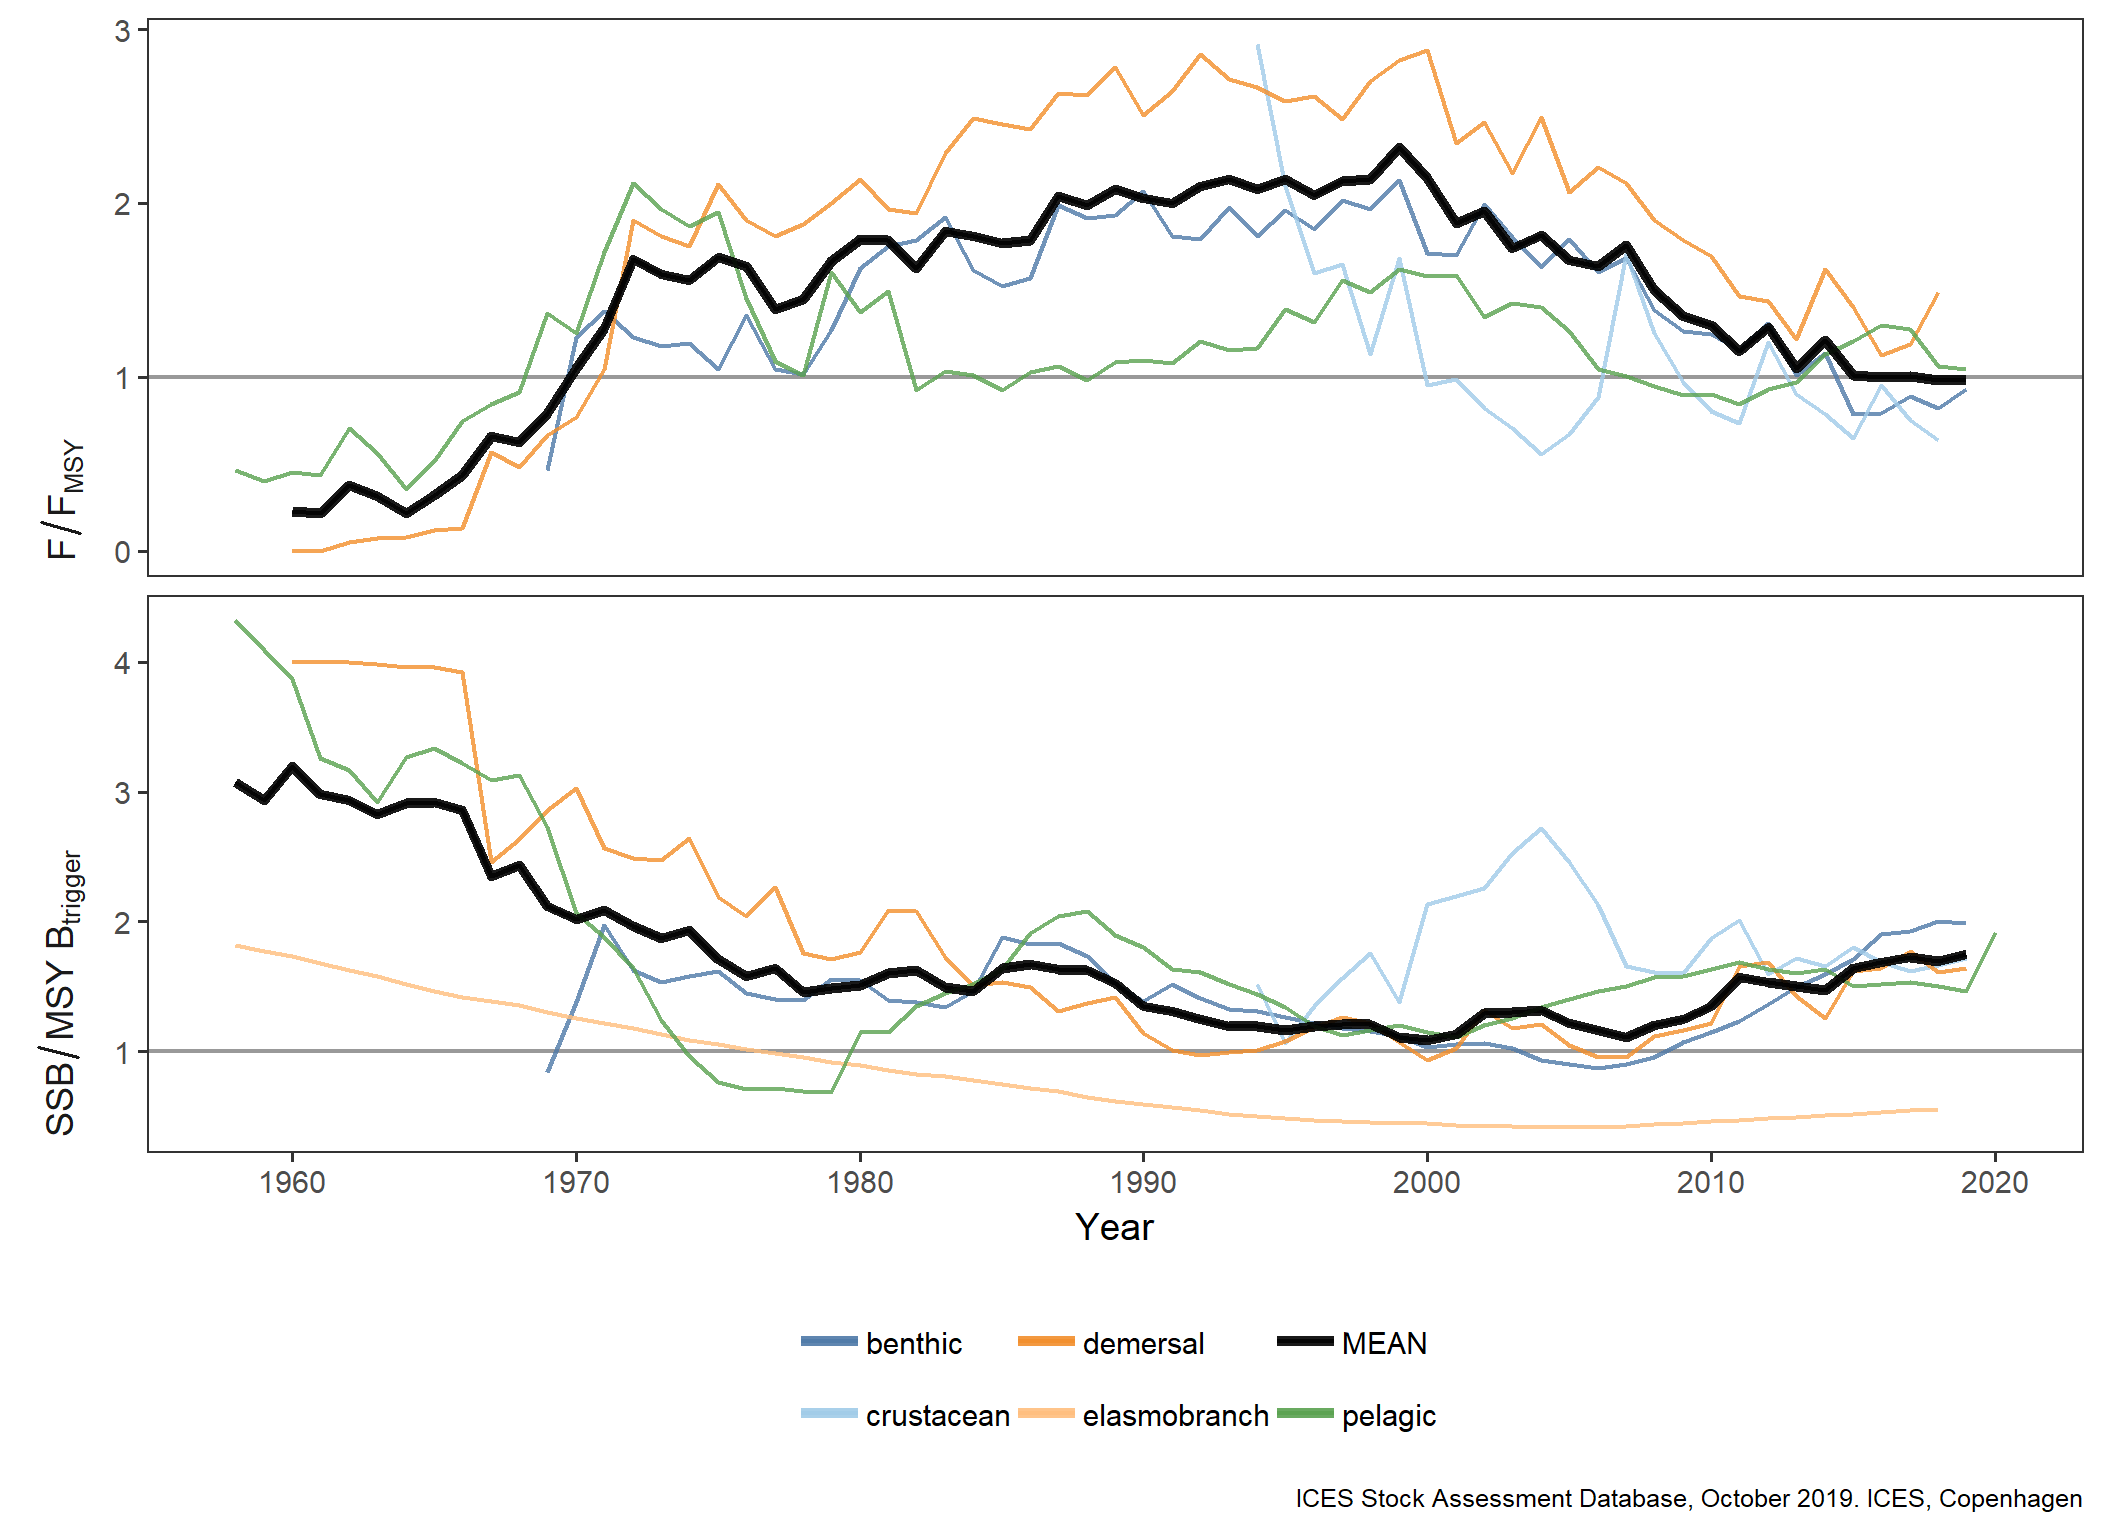 3
2
1
0
F / FMSY
4
3
2
1
SSB / MSY Btrigger
1960 1970 1980 1990 2000 2010 2020
Year
benthic demersal MEAN
crustacean elasmobranch pelagic
ICES Stock Assessment Database, October 2019. ICES, Copenhagen